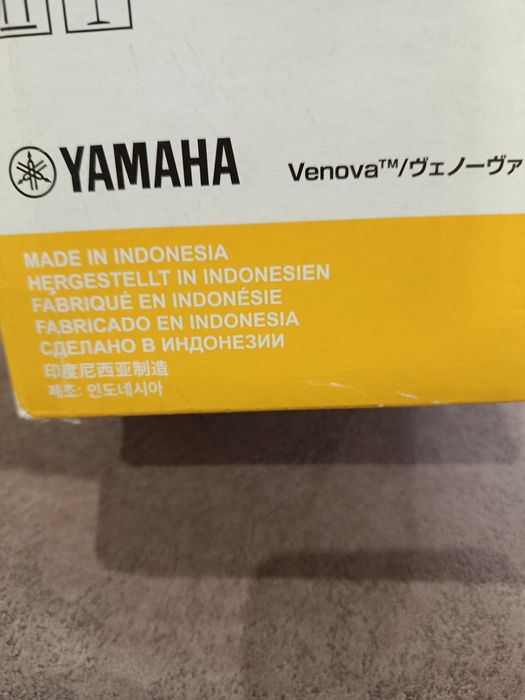 YAMAHA
Venova™/ヴェノーヴァ
MADE IN INDONESIA
HERGESTELLT IN INDONESIEN
FABRIQUÉ EN INDONÉSIE
FABRICADO EN INDONESIA
СДЕЛАНО В ИНДОНЕЗИИ
印度尼西亚制造
제조: 인도네시아